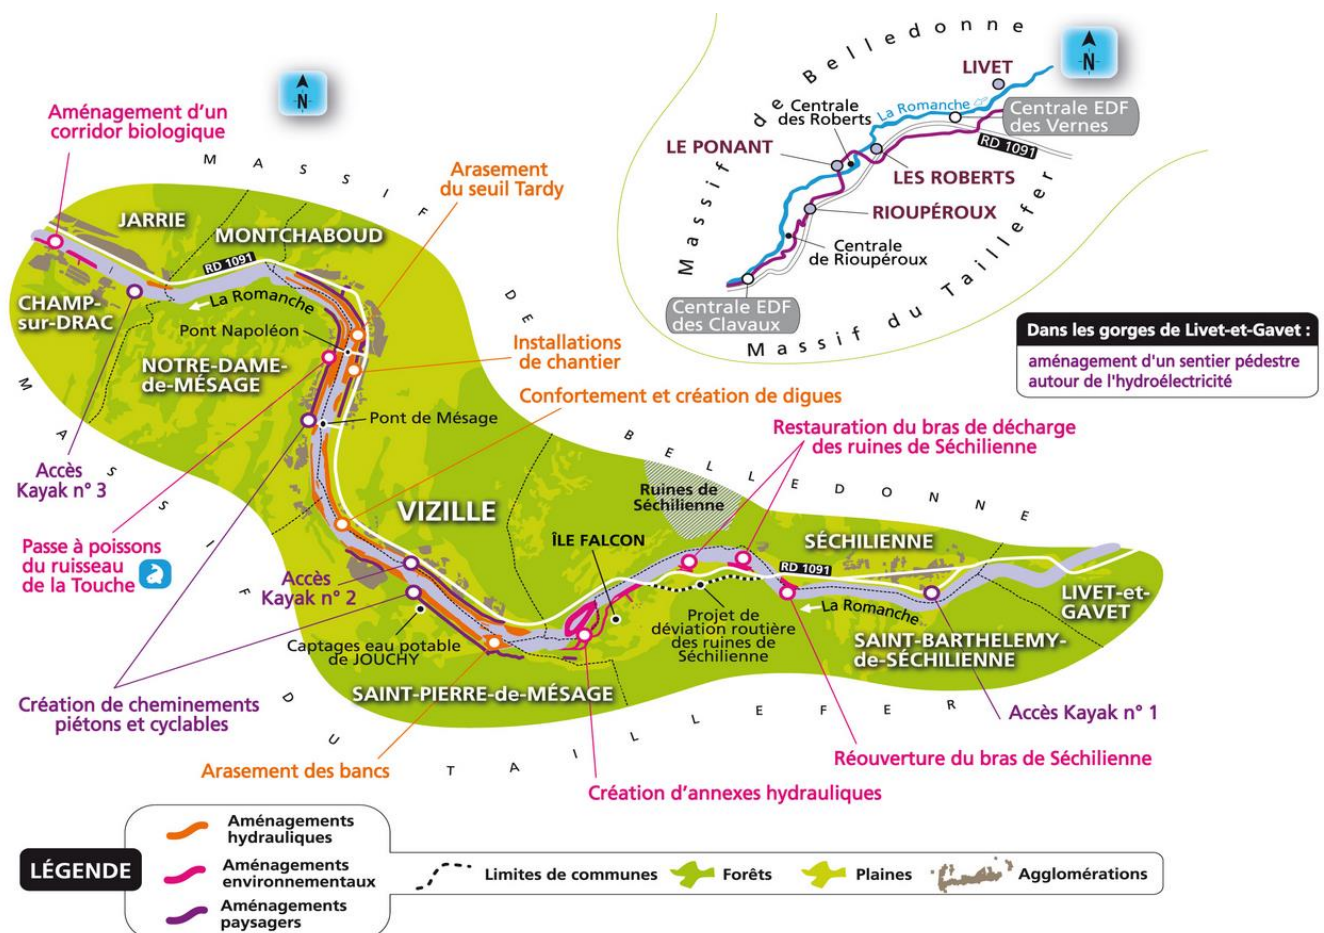 N
Aménagement d'un
corridor biologique
MASSIF DE BELLEDONNE
Arasement
du seuil Tardy
JARRIE
MONTCHABOUD
RD 1091
La Romanche
CHAMP-
sur-DRAC
Pont Napoléon
NOTRE-DAME-
de-MÉSAGE
Installations
de chantier
Confortement et création de digues
Pont de Mésage
Restauration du bras de décharge
des ruines de Séchilienne
Accès
Kayak n° 3
Ruines de
Séchilienne
VIZILLE
Passe à poissons
du ruisseau
de la Touche
ÎLE FALCON
SÉCHILIENNE
RD 1091
Accès
Kayak n° 2
La Romanche
LIVET-et-
GAVET
Projet de
déviation routière
des ruines de
Séchilienne
SAINT-BARTHELEMY-
de-SÉCHILIENNE
Captages eau potable
de JOUCHY
SAINT-PIERRE-de-MÉSAGE
Création de cheminements
piétons et cyclables
Accès Kayak n° 1
MASSIF DU TAILLEFER
Arasement des bancs
Réouverture du bras de Séchilienne
Création d'annexes hydrauliques
Massif de Belledonne
N
LIVET
Centrale
des Roberts
La Romanche
Centrale EDF
des Vernes
RD 1091
LE PONANT
LES ROBERTS
RIOUPÉROUX
Centrale
de Rioupéroux
Centrale EDF
des Clavaux
Massif du Taillefer
Dans les gorges de Livet-et-Gavet :
aménagement d'un sentier pédestre
autour de l'hydroélectricité
LÉGENDE
Aménagements
hydrauliques
Aménagements
environnementaux
Aménagements
paysagers
Limites de communes
Forêts
Plaines
Agglomérations